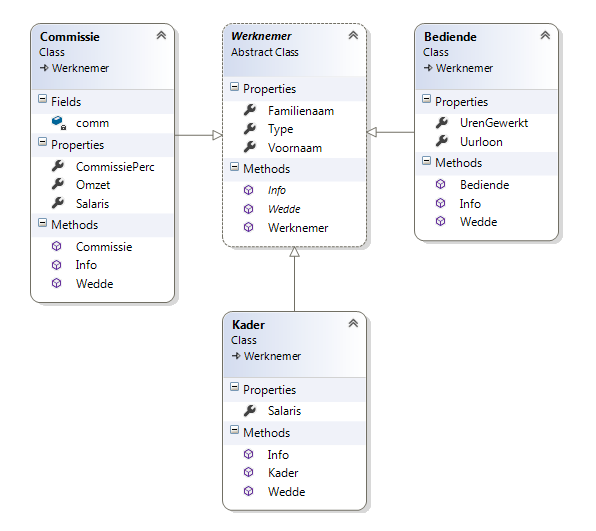 Commissie
Class
Werknemer
Fields
comm
Properties
CommissiePerc
Omzet
Salaris
Methods
Commissie
Info
Wedde
Werknemer
Abstract Class
Properties
Familienaam
Type
Voornaam
Methods
Info
Wedde
Werknemer
Bediende
Class
Werknemer
Properties
UrenGewerkt
Uurloon
Methods
Bediende
Info
Wedde
Kader
Class
Werknemer
Properties
Salaris
Methods
Info
Kader
Wedde